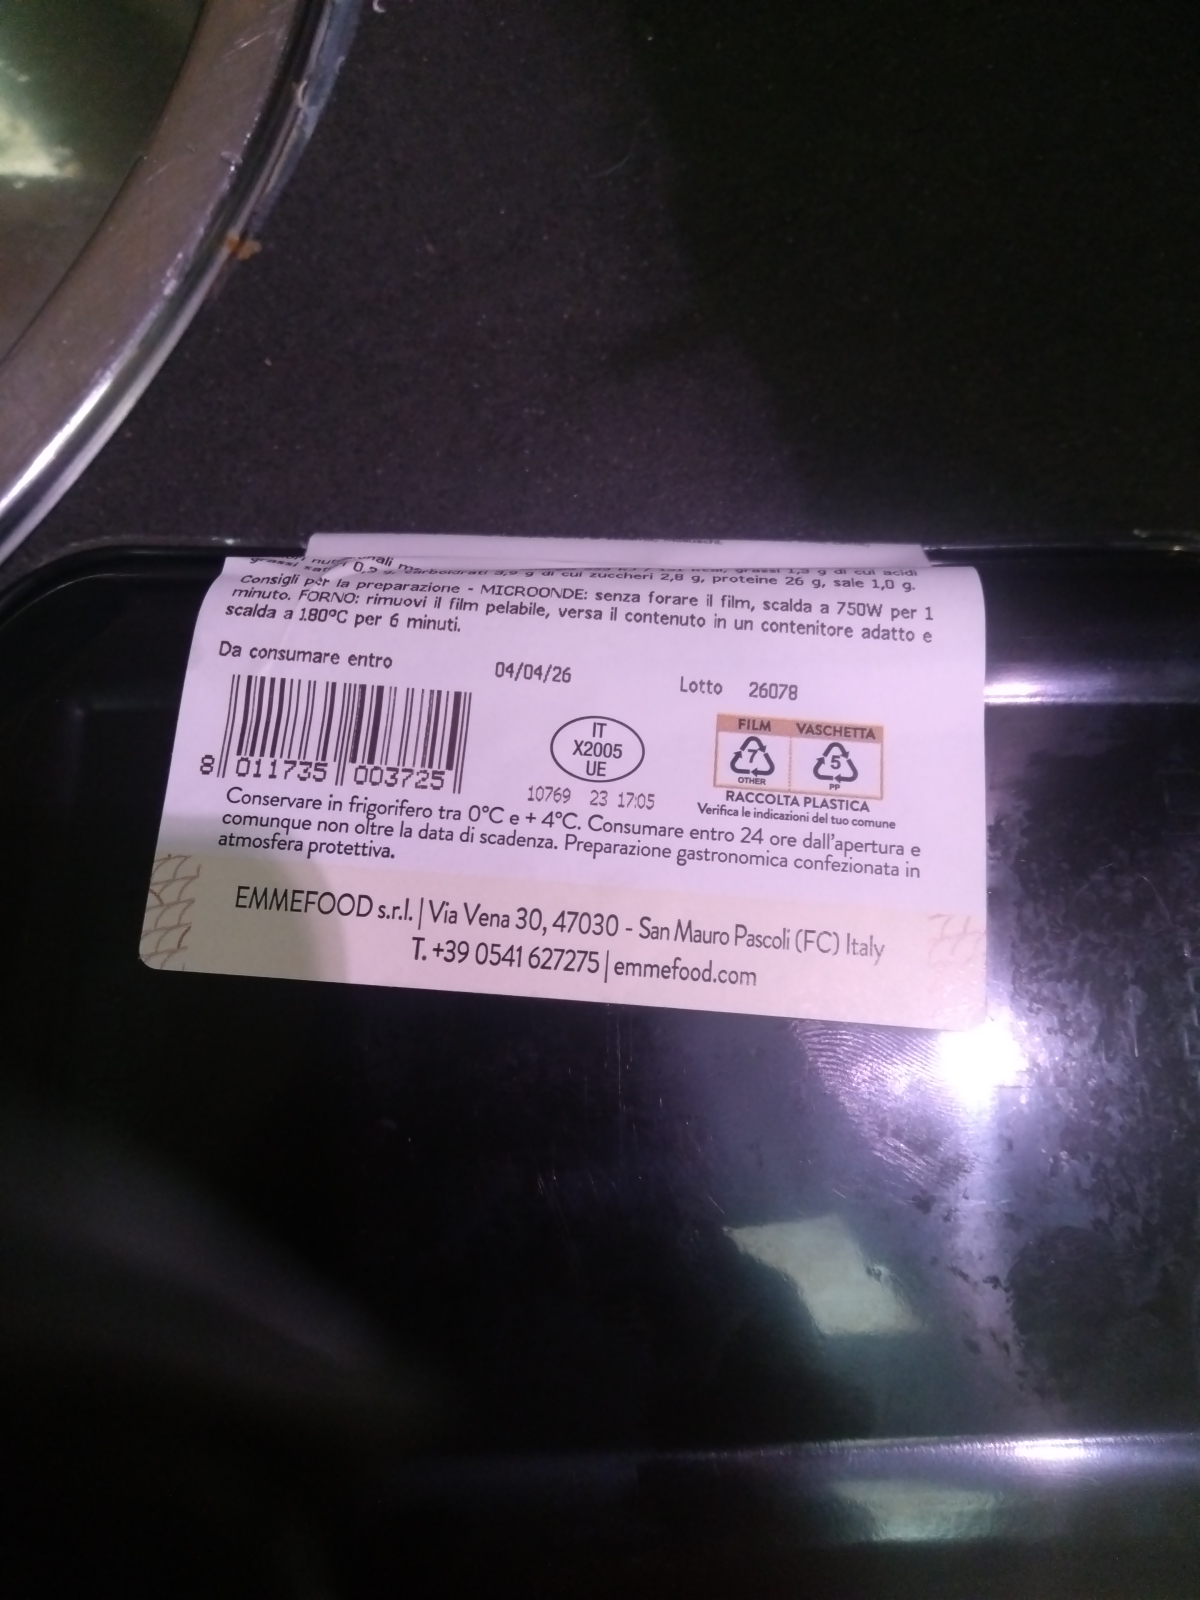 grassi sat 0,5 g, carboidrati 3,9 g di cui zuccheri 2,8 g, proteine 26 g, sale 1,0 g.
Consigli per la preparazione - MICROONDE: senza forare il film, scalda a 750W per 1
minuto. FORNO: rimuovi il film pelabile, versa il contenuto in un contenitore adatto e
scalda a 180°C per 6 minuti.
Da consumare entro 04/04/26 Lotto 26078
FILM VASCHETTA
7 5
OTHER PP
RACCOLTA PLASTICA
Verifica le indicazioni del tuo comune
IT
X2005
UE
8 011735 003725
10769 23 17:05
Conservare in frigorifero tra 0°C e + 4°C. Consumare entro 24 ore dall'apertura e
comunque non oltre la data di scadenza. Preparazione gastronomica confezionata in
atmosfera protettiva.
EMMEFOOD s.r.l. | Via Vena 30, 47030 - San Mauro Pascoli (FC) Italy
T. +39 0541 627275 | emmefood.com